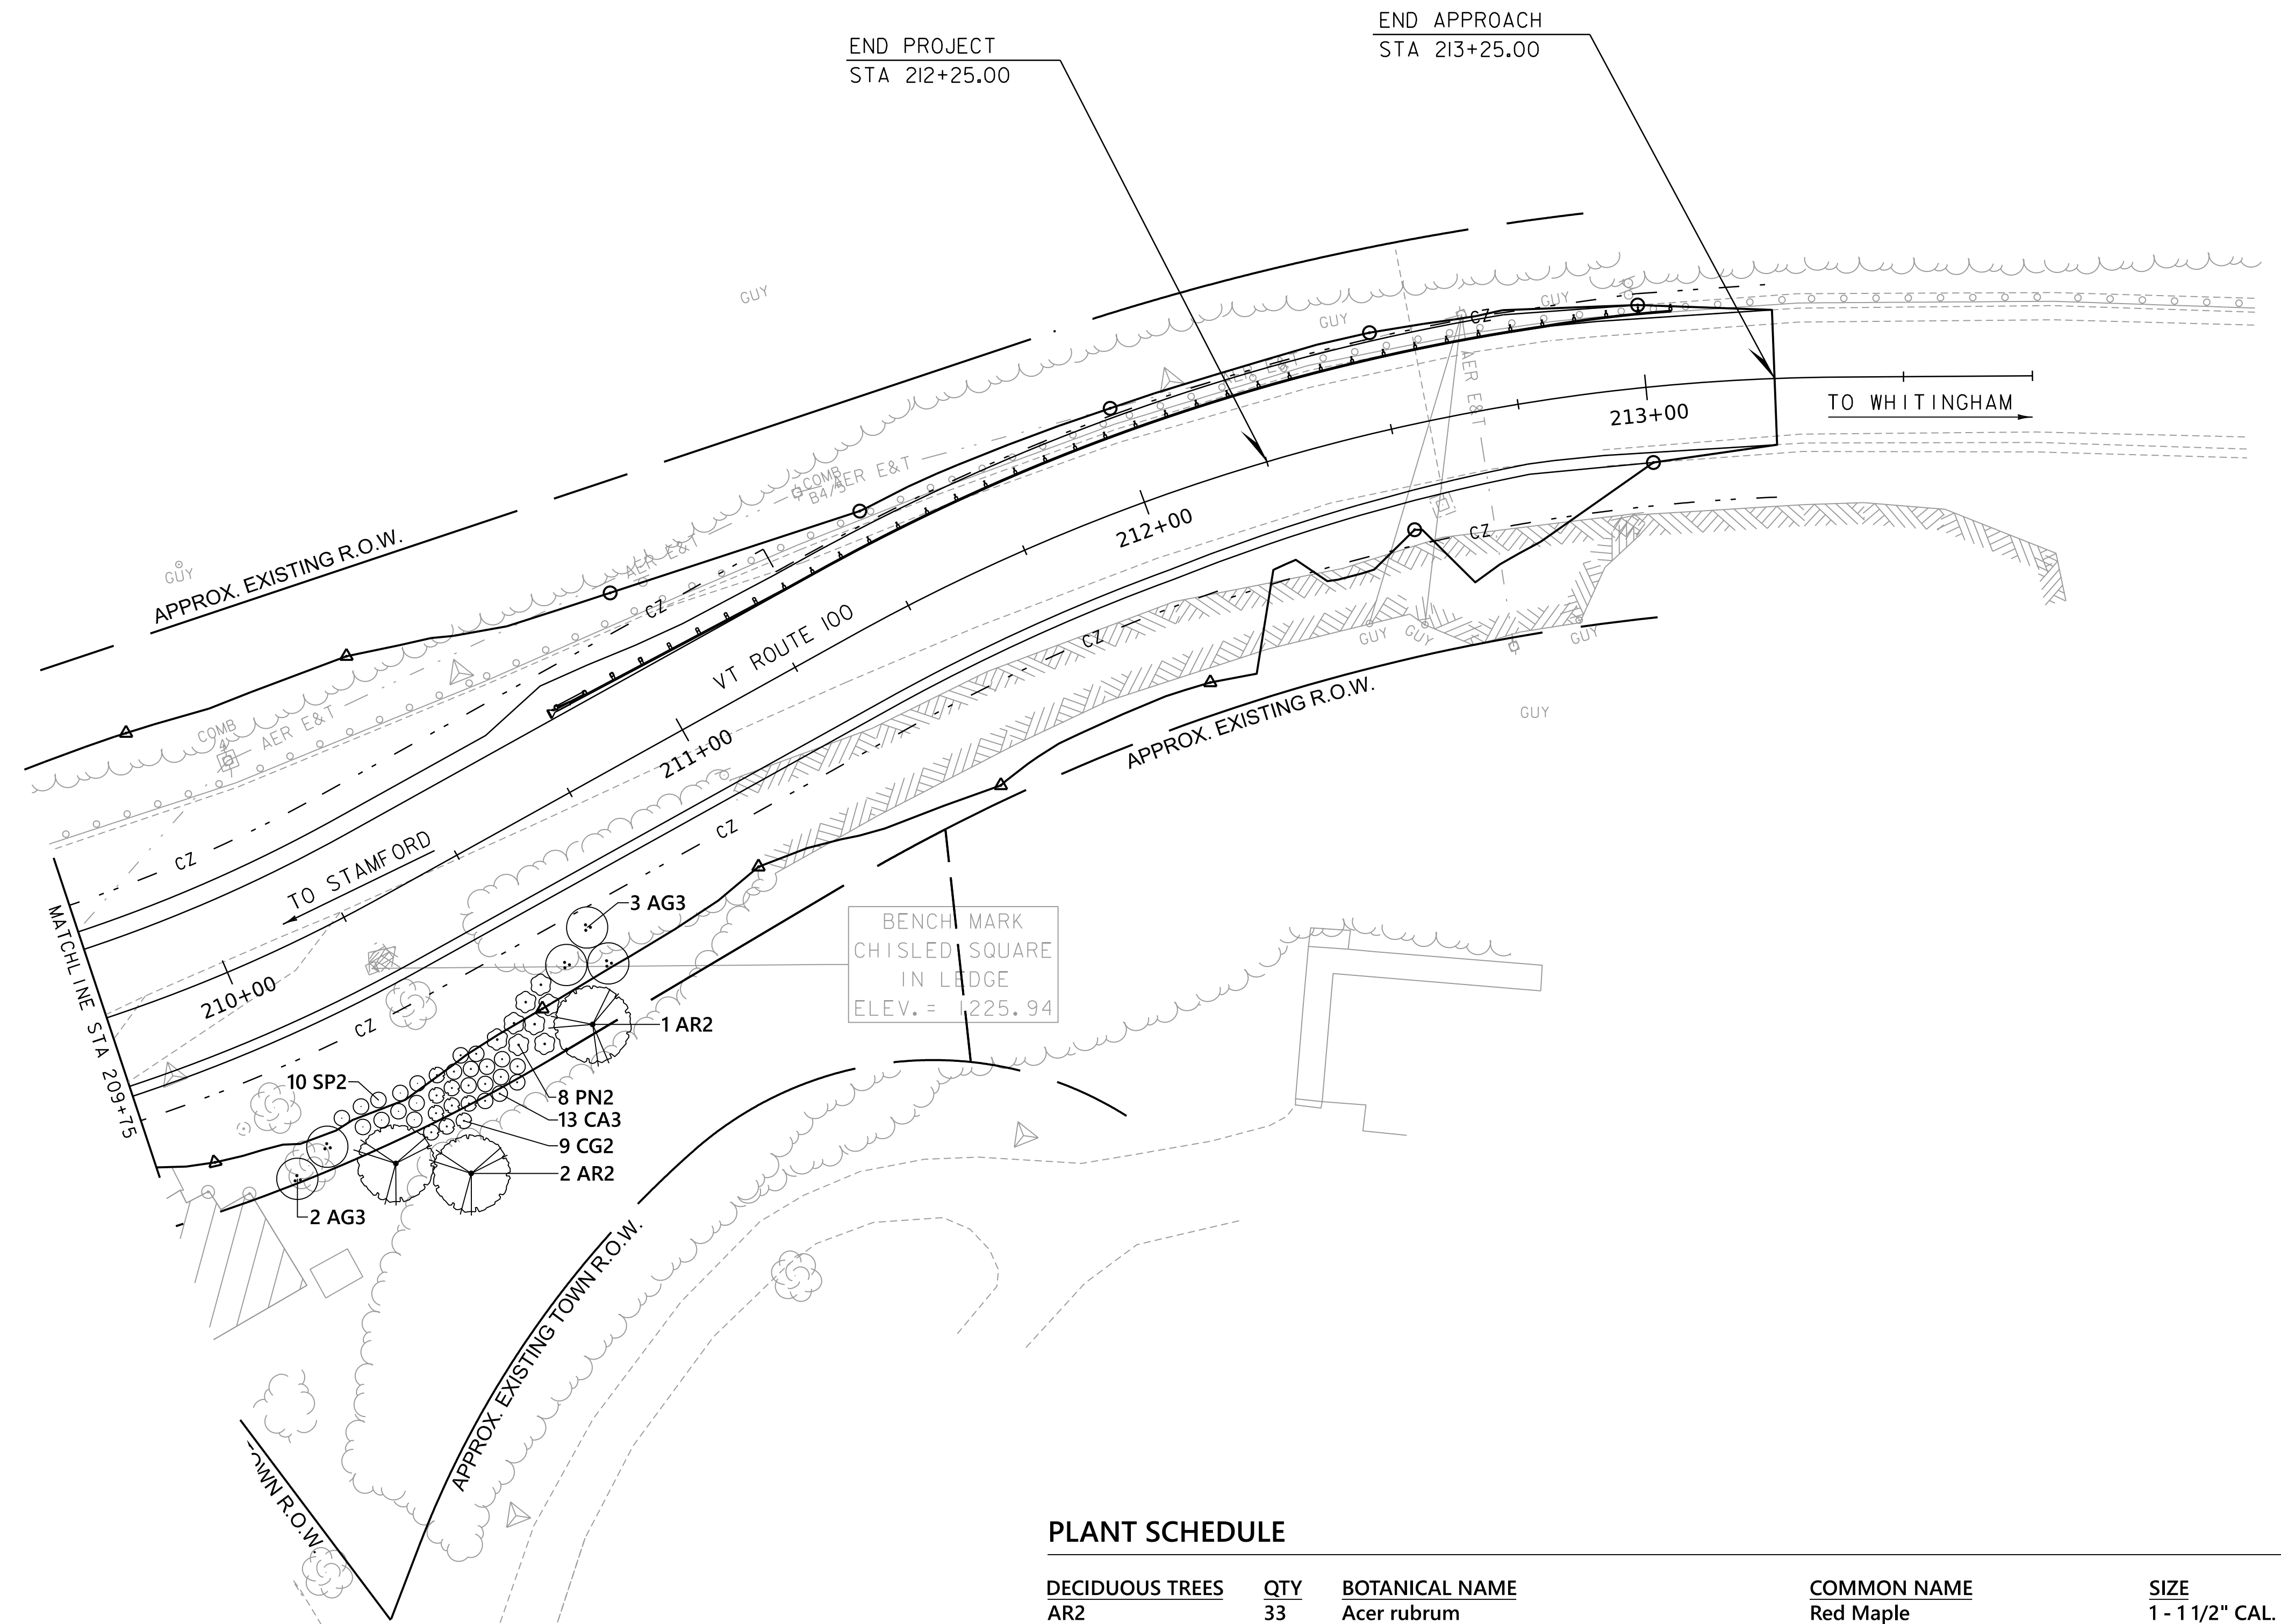 END APPROACH
STA 213+25.00
END PROJECT
STA 212+25.00
GUY
GUY
GUY
CZ
AER E&T
213+00
TO WHITINGHAM
COMB
B4/5
AER E&T
212+00
CZ
APPROX. EXISTING R.O.W.
GUY
AER E&T
CZ
VT ROUTE 100
CZ
GUY
GUY
GUY
APPROX. EXISTING R.O.W.
GUY
COMB
4
AER E&T
211+00
CZ
CZ
TO STAMFORD
MATCHLINE STA 209+75
3 AG3
BENCH MARK
CHISLED SQUARE
IN LEDGE
ELEV.= 1225.94
210+00
CZ
1 AR2
10 SP2
8 PN2
13 CA3
9 CG2
2 AR2
2 AG3
APPROX. EXISTING TOWN R.O.W.
OWN R.O.W.
PLANT SCHEDULE
DECIDUOUS TREES QTY BOTANICAL NAME COMMON NAME SIZE
AR2 33 Acer rubrum Red Maple 1 - 1 1/2" CAL.